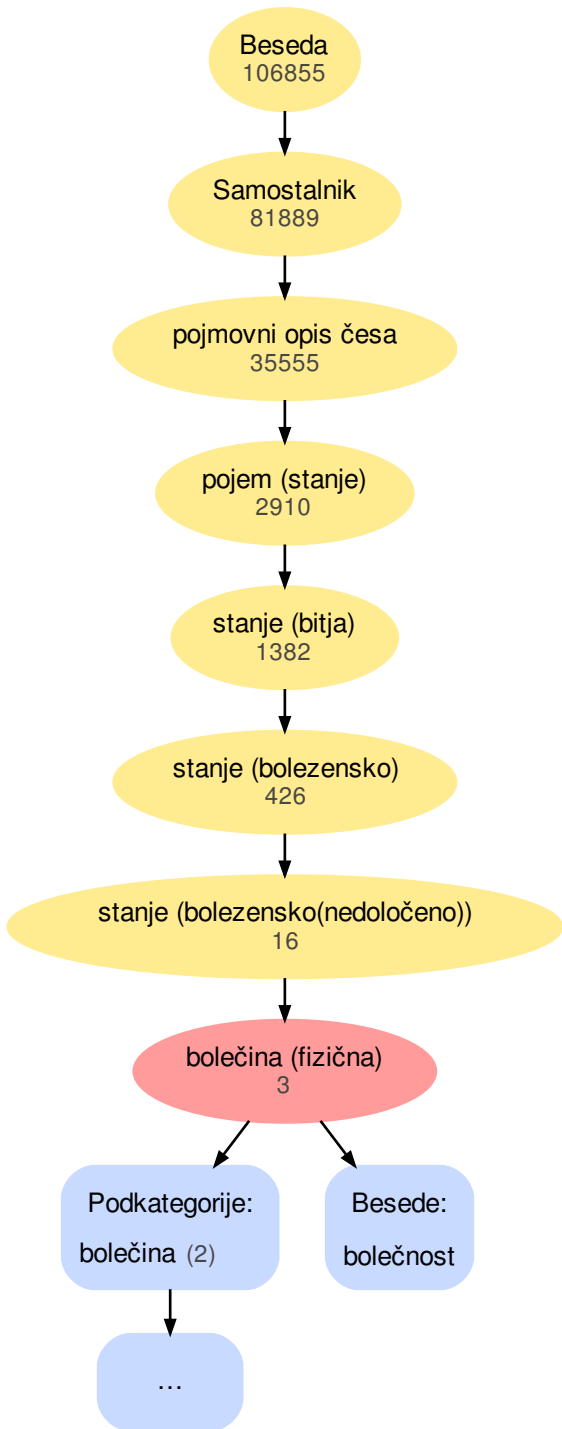 Beseda
106855
Samostalnik
81889
pojmovni opis česa
35555
pojem (stanje)
2910
stanje (bitja)
1382
stanje (bolezensko)
426
stanje (bolezensko(nedoločeno))
16
bolečina (fizična)
3
Podkategorije:
bolečina (2)
Besede:
bolečnost
…